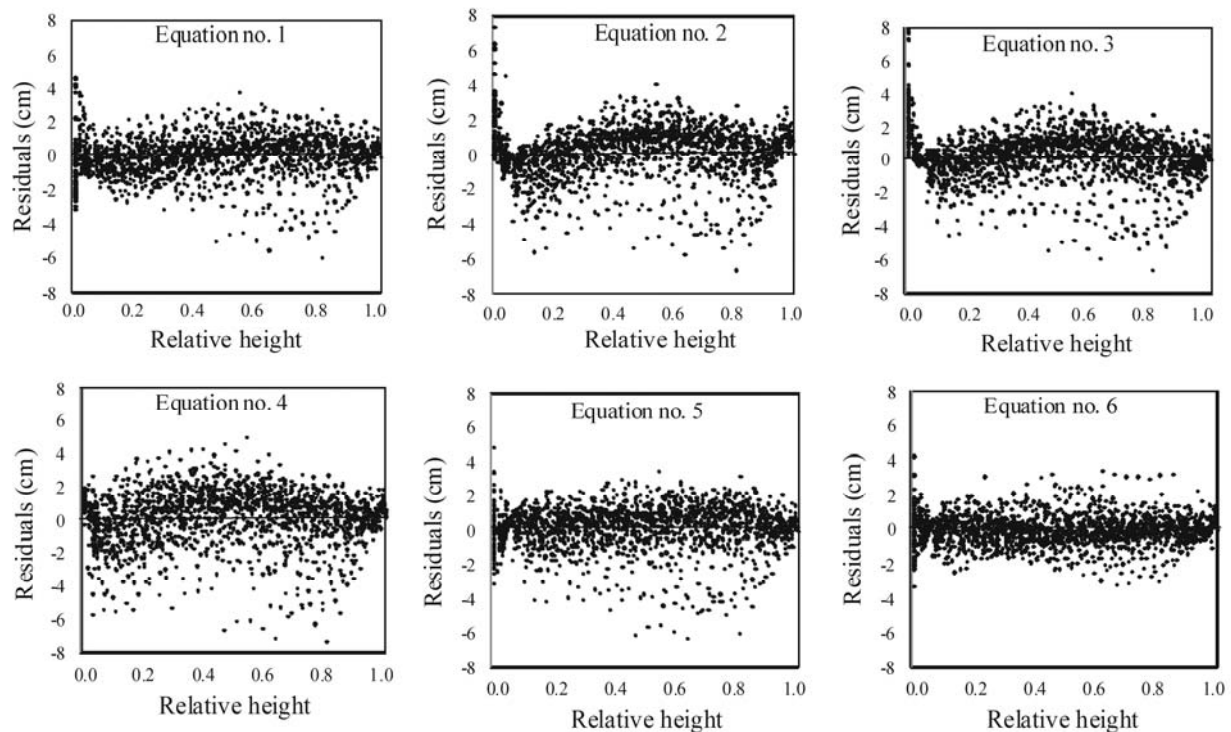 Equation no. 1
Residuals (cm)
8
6
4
2
0
-2
-4
-6
-8
0.0 0.2 0.4 0.6 0.8 1.0
Relative height
Equation no. 2
Residuals (cm)
8
6
4
2
0
-2
-4
-6
-8
0.0 0.2 0.4 0.6 0.8 1.0
Relative height
Equation no. 3
Residuals (cm)
8
6
4
2
0
-2
-4
-6
-8
0.0 0.2 0.4 0.6 0.8 1.0
Relative height
Equation no. 4
Residuals (cm)
8
6
4
2
0
-2
-4
-6
-8
0.0 0.2 0.4 0.6 0.8 1.0
Relative height
Equation no. 5
Residuals (cm)
8
6
4
2
0
-2
-4
-6
-8
0.0 0.2 0.4 0.6 0.8 1.0
Relative height
Equation no. 6
Residuals (cm)
8
6
4
2
0
-2
-4
-6
-8
0.0 0.2 0.4 0.6 0.8 1.0
Relative height